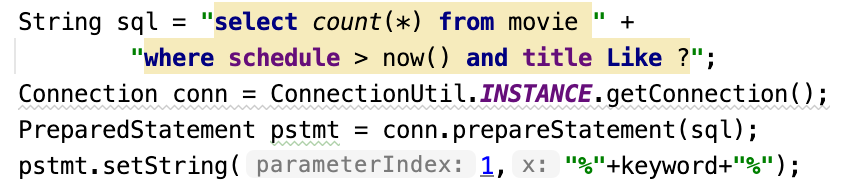 String sql = "select count(*) from movie " +
"where schedule > now() and title Like ?";
Connection conn = ConnectionUtil.INSTANCE.getConnection();
PreparedStatement pstmt = conn.prepareStatement(sql);
pstmt.setString( parameterIndex: 1, x: "%"+keyword+"%");